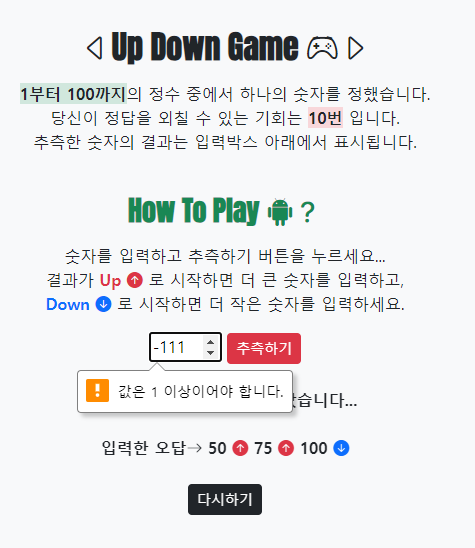 Up Down Game
1부터 100까지의 정수 중에서 하나의 숫자를 정했습니다.
당신이 정답을 외칠 수 있는 기회는 10번 입니다.
추측한 숫자의 결과는 입력박스 아래에서 표시됩니다.
How To Play ?
숫자를 입력하고 추측하기 버튼을 누르세요...
결과가 Up 로 시작하면 더 큰 숫자를 입력하고,
Down 로 시작하면 더 작은 숫자를 입력하세요.
-111 추측하기
값은 1 이상이어야 합니다.
습니다...
입력한 오답→ 50 75 100
다시하기